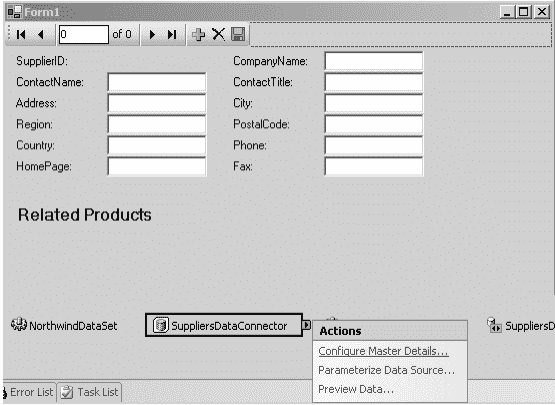 Form1
0 of 0
SupplierID: CompanyName:
ContactName: ContactTitle:
Address: City:
Region: PostalCode:
Country: Phone:
HomePage: Fax:
Related Products
NorthwindDataSet SuppliersDataConnector SuppliersD
Actions
Configure Master Details...
Parameterize Data Source...
Preview Data...
Error List Task List